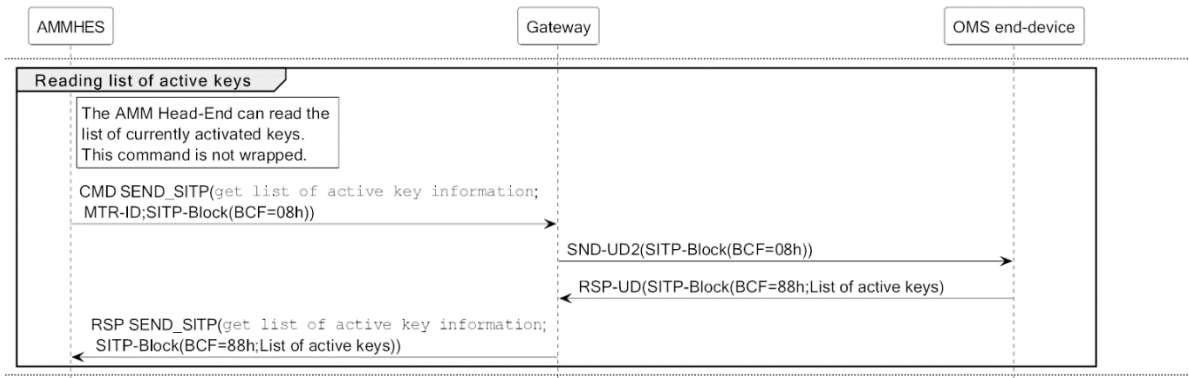 AMMHES
Gateway
OMS end-device
Reading list of active keys
The AMM Head-End can read the
list of currently activated keys.
This command is not wrapped.
CMD SEND_SITP(get list of active key information;
MTR-ID;SITP-Block(BCF=08h))
SND-UD2(SITP-Block(BCF=08h))
RSP-UD(SITP-Block(BCF=88h;List of active keys)
RSP SEND_SITP(get list of active key information;
SITP-Block(BCF=88h;List of active keys))